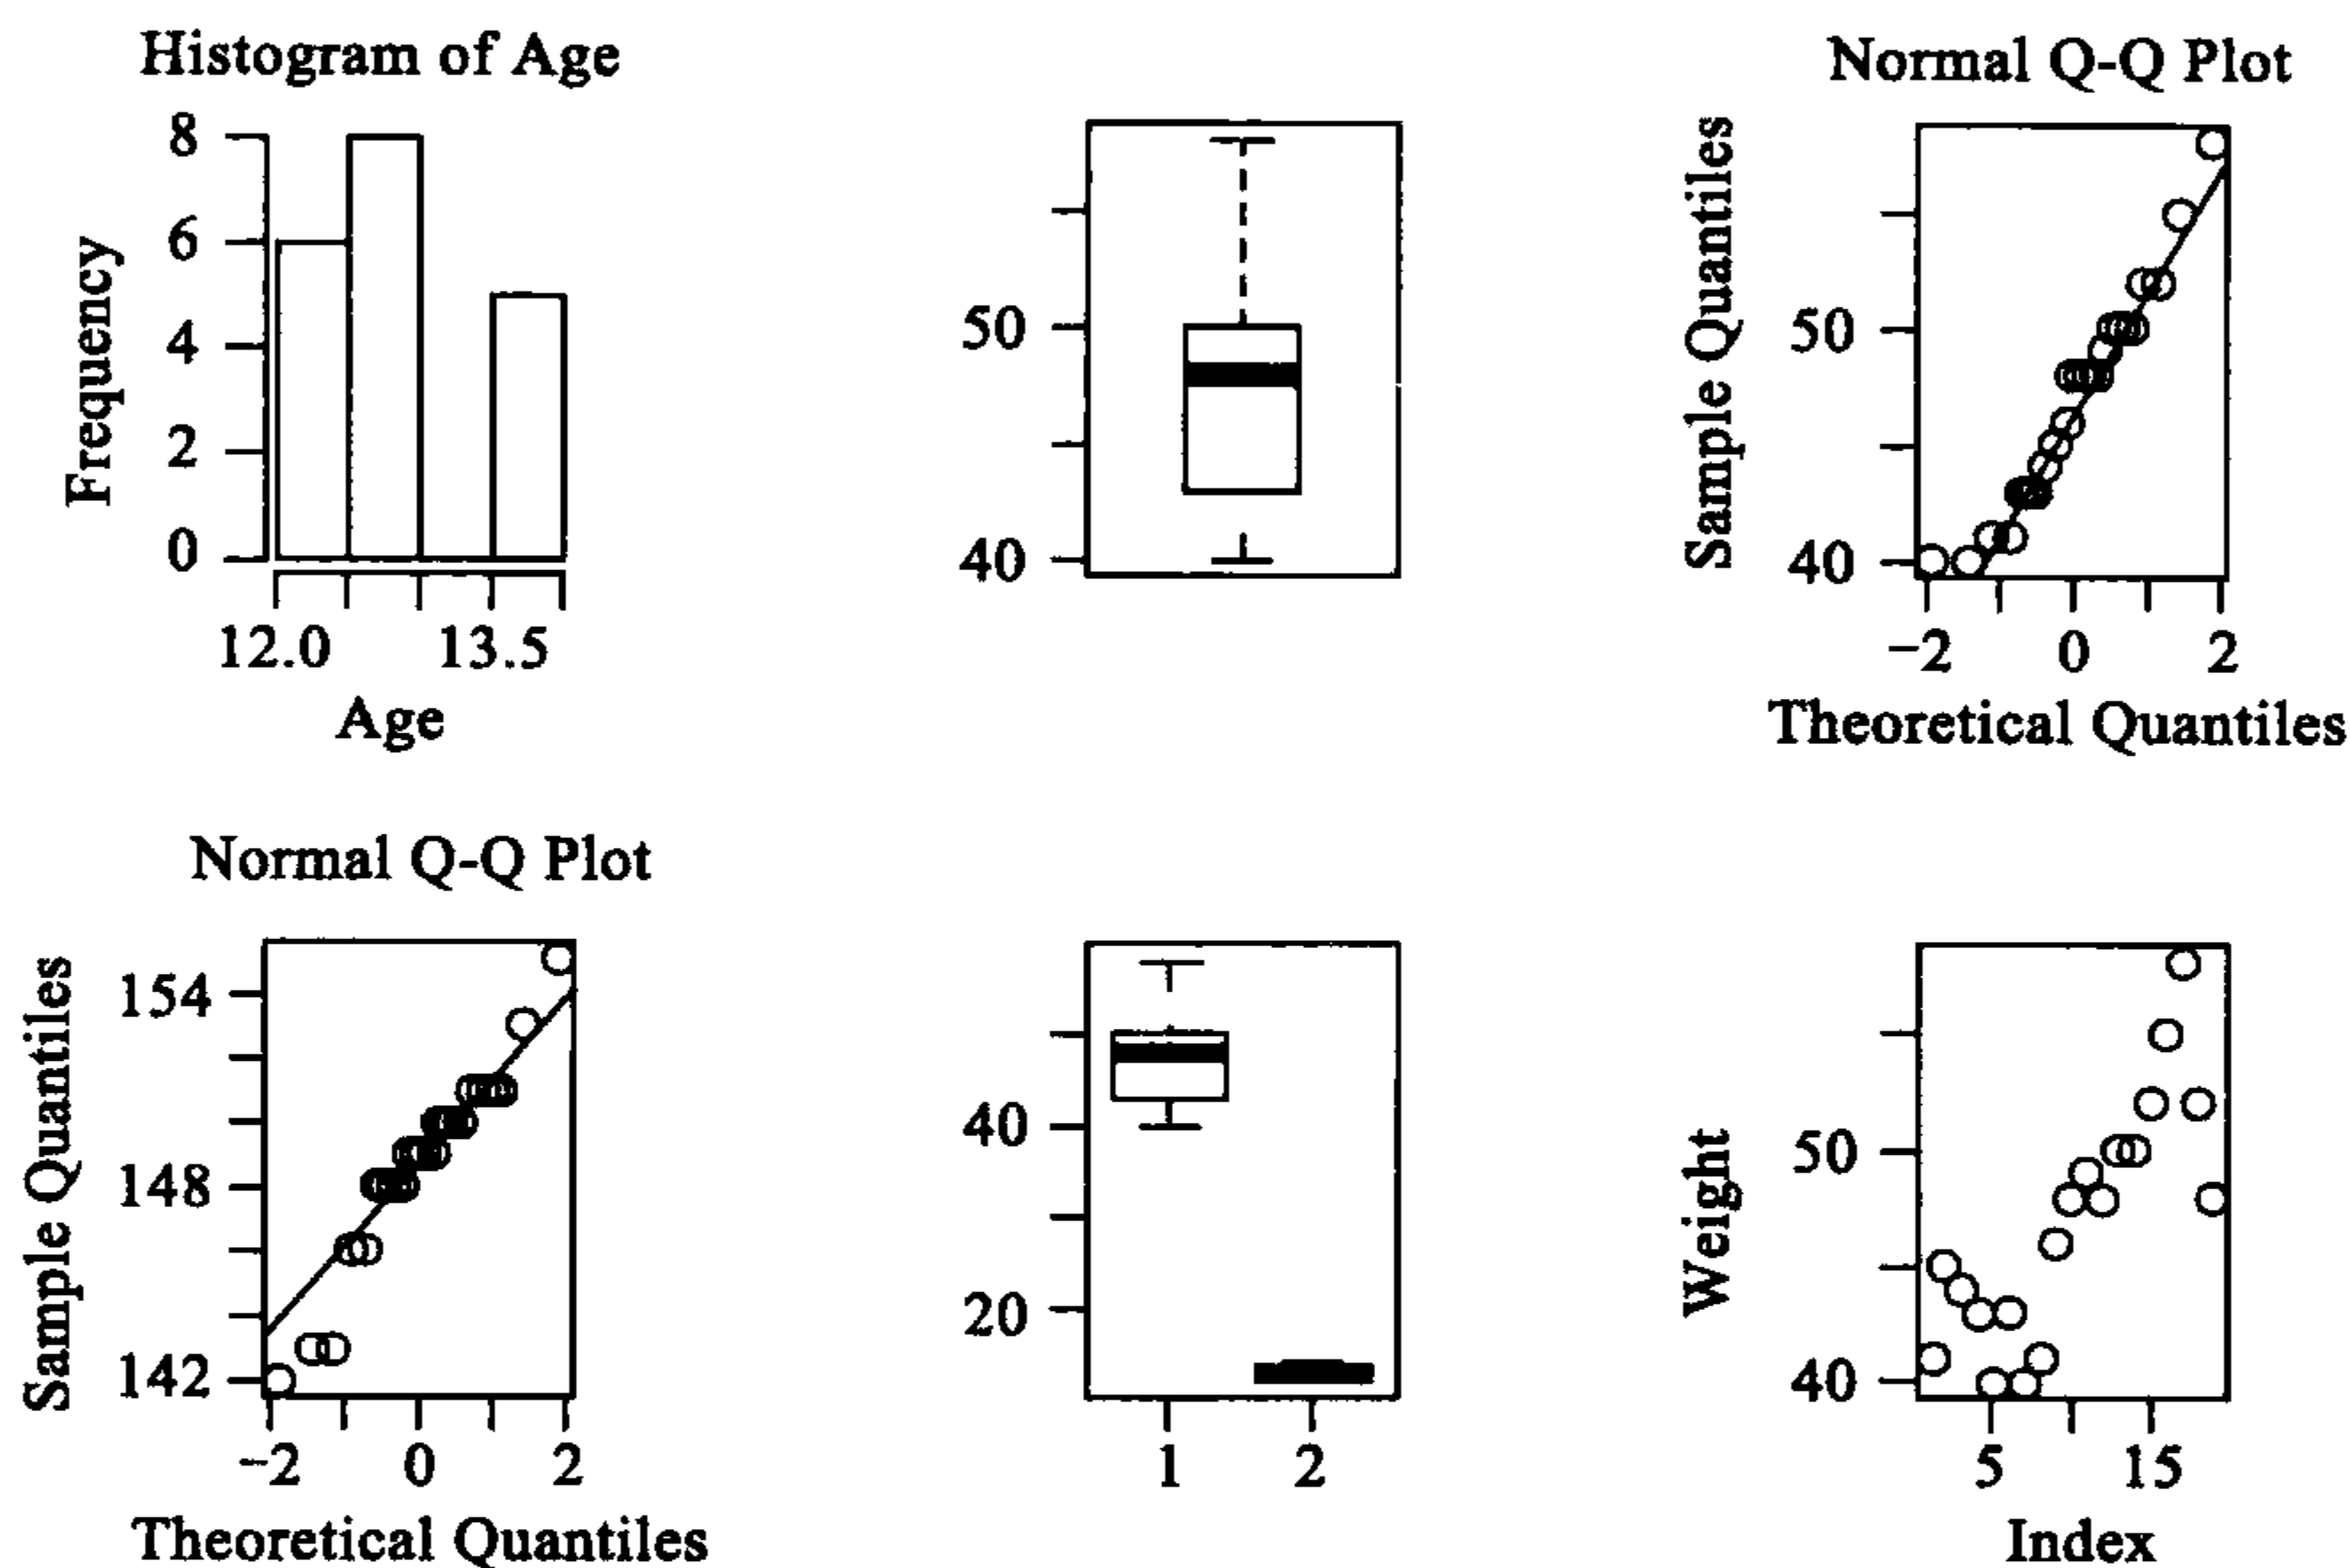 Histogram of Age
Frequency
8
6
4
2
0
12.0 13.5
Age
50
40
Normal Q-Q Plot
Sample Quantiles
50
40
−2 0 2
Theoretical Quantiles
Normal Q-Q Plot
Sample Quantiles
154
148
142
−2 0 2
Theoretical Quantiles
40
20
1 2
Weight
50
40
5 15
Index